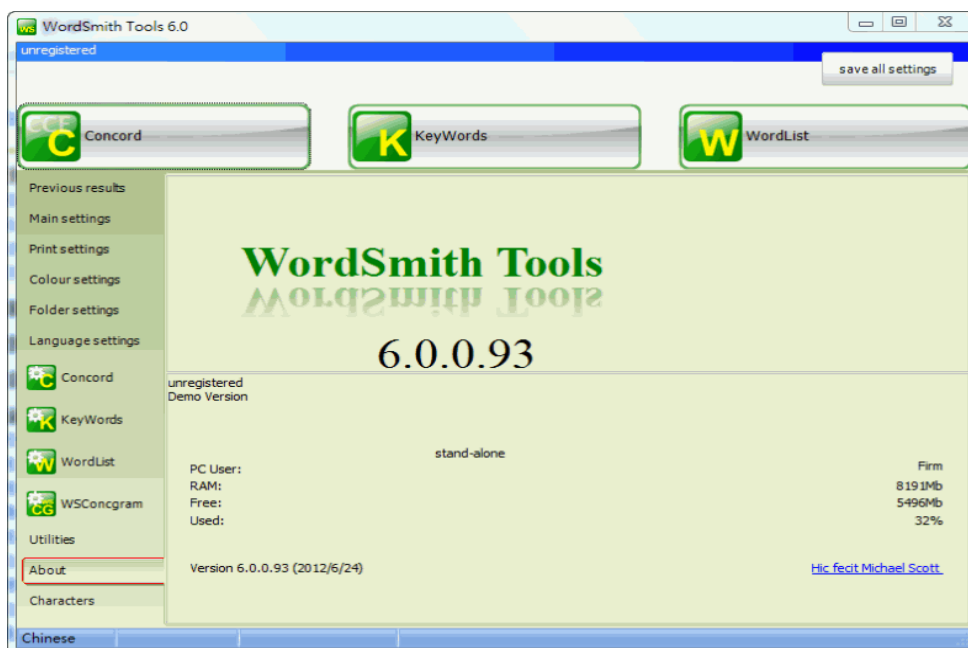 WS WordSmith Tools 6.0
unregistered
save all settings
C Concord
K KeyWords
W WordList
Previous results
Main settings
Print settings
Colour settings
Folder settings
Language settings
C Concord
K KeyWords
W WordList
CG WSConcgram
Utilities
About
Characters
WordSmith Tools
6.0.0.93
unregistered
Demo Version
stand-alone
PC User: Firm
RAM: 8191Mb
Free: 5496Mb
Used: 32%
Version 6.0.0.93 (2012/6/24) Hic fecit Michael Scott
Chinese